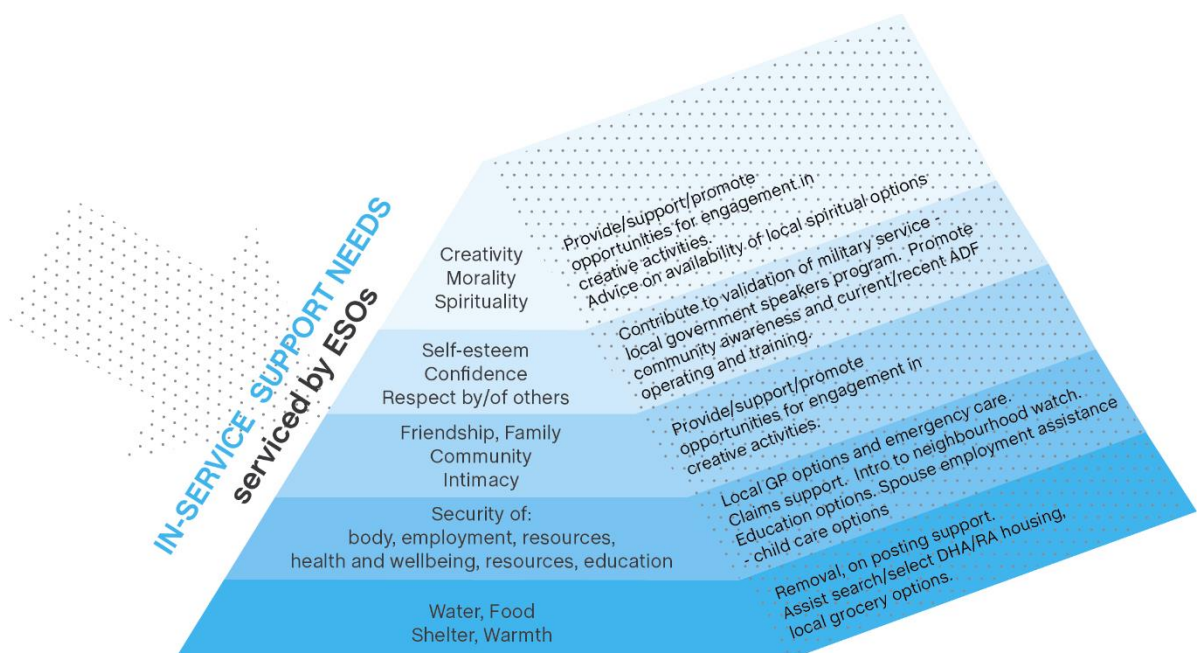 IN-SERVICE SUPPORT NEEDS
serviced by ESOs
Creativity
Morality
Spirituality
Provide/support/promote
opportunities for engagement in
creative activities.
Advice on availability of local spiritual options
Self-esteem
Confidence
Respect by/of others
Contribute to validation of military service -
local government speakers program. Promote
community awareness and current/recent ADF
operating and training.
Friendship, Family
Community
Intimacy
Provide/support/promote
opportunities for engagement in
creative activities.
Security of:
body, employment, resources,
health and wellbeing, resources, education
Local GP options and emergency care.
Claims support. Intro to neighbourhood watch.
Education options. Spouse employment assistance
- child care options
Water, Food
Shelter, Warmth
Removal, on posting support.
Assist search/select DHA/RA housing,
local grocery options.